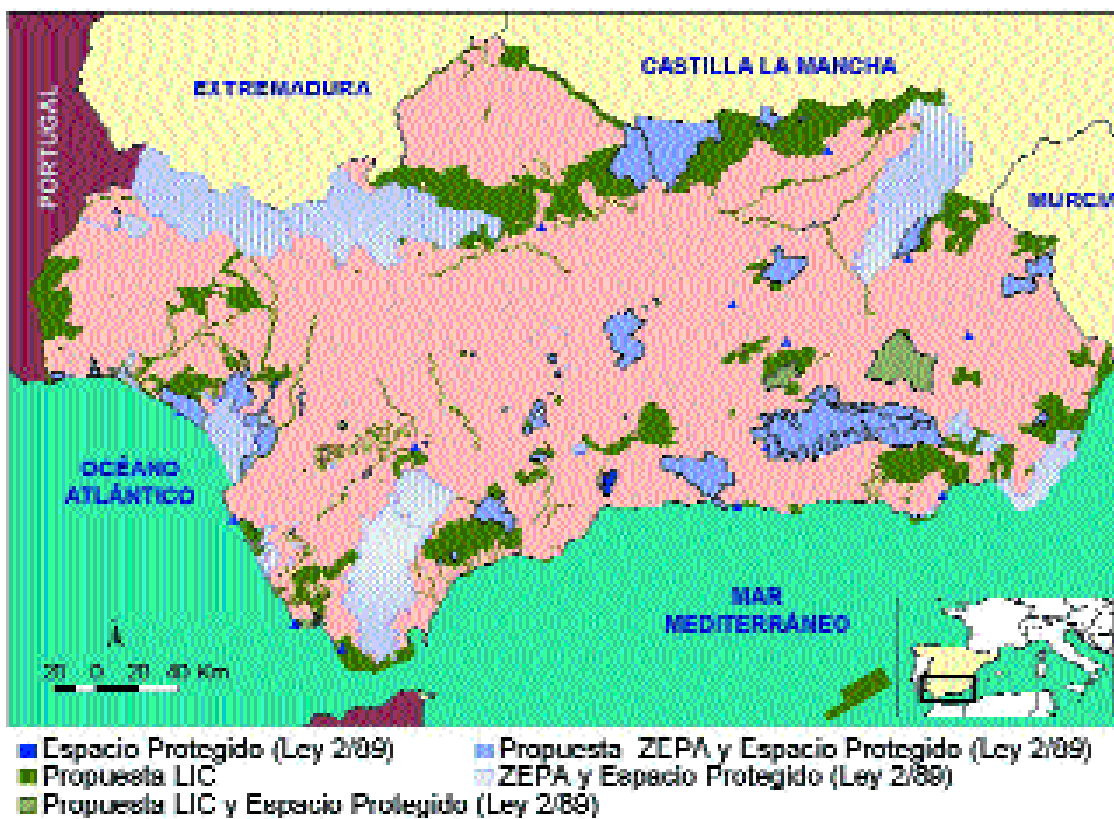 EXTREMADURA
CASTILLA LA MANCHA
PORTUGAL
MURCIA
OCÉANO
ATLÁNTICO
MAR
MEDITERRÁNEO
20 0 20 40 Km
Espacio Protegido (Ley 2/89)
Propuesta LIC
Propuesta LIC y Espacio Protegido (Ley 2/89)
Propuesta ZEPA y Espacio Protegido (Ley 2/89)
ZEPA y Espacio Protegido (Ley 2/89)